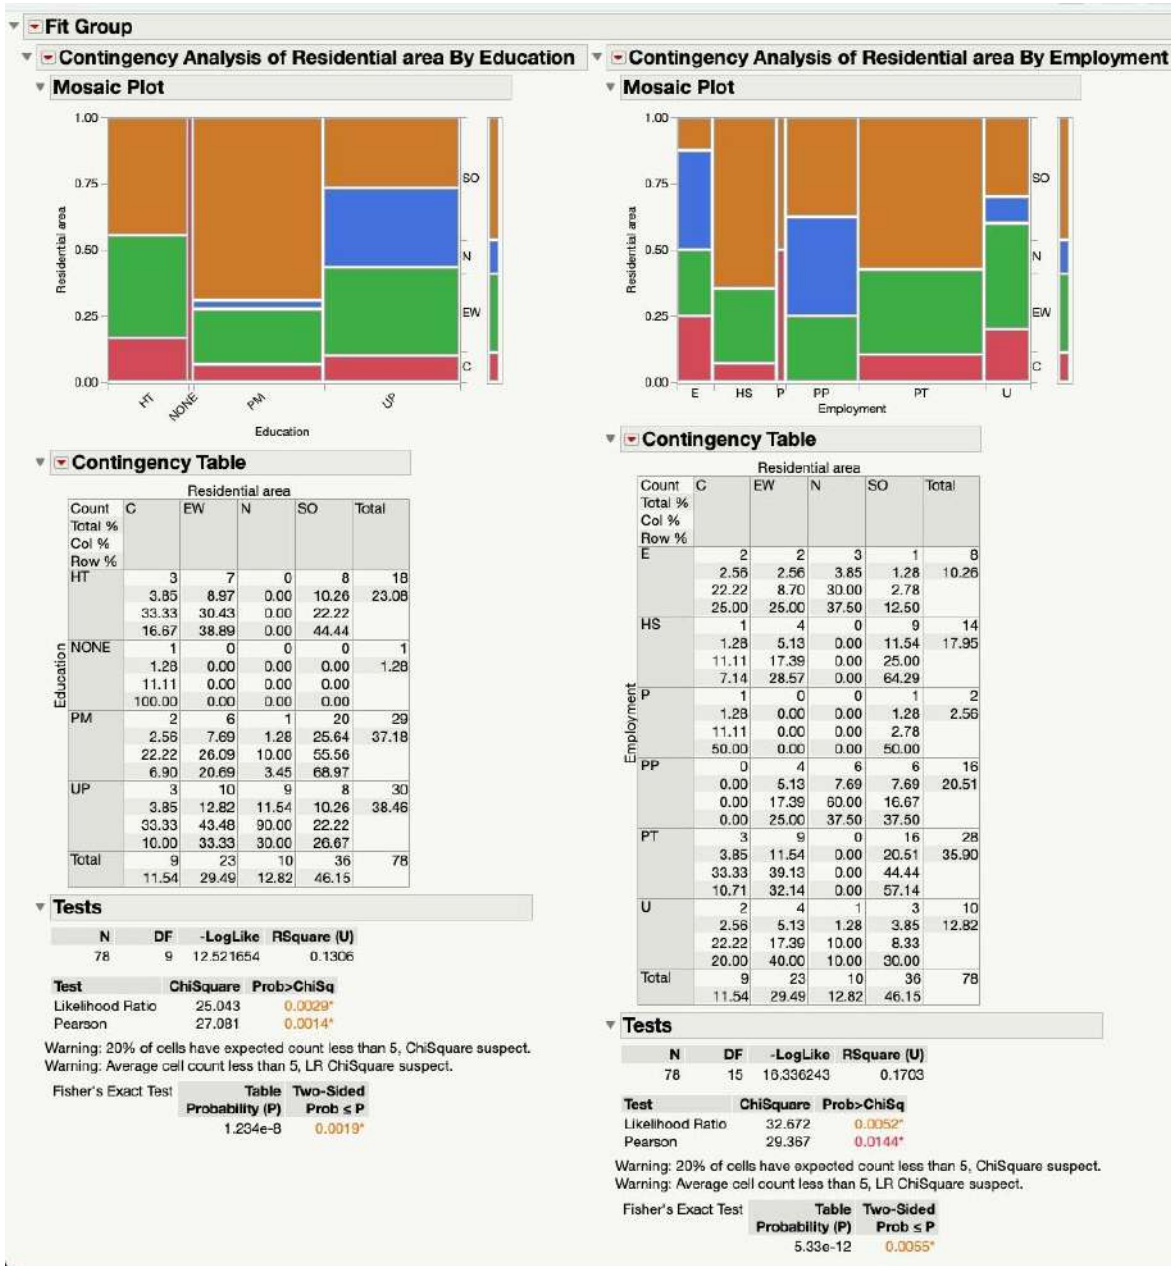 Fit Group
Contingency Analysis of Residential area By Education
Mosaic Plot
1.00
0.75
0.50
0.25
0.00
Residential area
SO
N
EW
C
HT
NONE
PM
UP
Education
Contingency Table
Residential area
Count C EW N SO Total
Total %
Col %
Row %
Education
HT 3 7 0 8 18
3.85 8.97 0.00 10.26 23.08
33.33 30.43 0.00 22.22
16.67 38.89 0.00 44.44
NONE 1 0 0 0 1
1.28 0.00 0.00 0.00 1.28
11.11 0.00 0.00 0.00
100.00 0.00 0.00 0.00
PM 2 6 1 20 29
2.56 7.69 1.28 25.64 37.18
22.22 26.09 10.00 55.56
6.90 20.69 3.45 68.97
UP 3 10 9 8 30
3.85 12.82 11.54 10.26 38.46
33.33 43.48 90.00 22.22
10.00 33.33 30.00 26.67
Total 9 23 10 36 78
11.54 29.49 12.82 46.15
Tests
N DF -LogLike RSquare (U)
78 9 12.521654 0.1306
Test ChiSquare Prob>ChiSq
Likelihood Ratio 25.043 0.0029*
Pearson 27.081 0.0014*
Warning: 20% of cells have expected count less than 5, ChiSquare suspect.
Warning: Average cell count less than 5, LR ChiSquare suspect.
Fisher's Exact Test Table Two-Sided
Probability (P) Prob ≤ P
1.234e-8 0.0019*
Contingency Analysis of Residential area By Employment
Mosaic Plot
1.00
0.75
0.50
0.25
0.00
Residential area
SO
N
EW
C
E HS P PP PT U
Employment
Contingency Table
Residential area
Count C EW N SO Total
Total %
Col %
Row %
Employment
E 2 2 3 1 8
2.56 2.56 3.85 1.28 10.26
22.22 8.70 30.00 2.78
25.00 25.00 37.50 12.50
HS 1 4 0 9 14
1.28 5.13 0.00 11.54 17.95
11.11 17.39 0.00 25.00
7.14 28.57 0.00 64.29
P 1 0 0 1 2
1.28 0.00 0.00 1.28 2.56
11.11 0.00 0.00 2.78
50.00 0.00 0.00 50.00
PP 0 4 6 6 16
0.00 5.13 7.69 7.69 20.51
0.00 17.39 60.00 16.67
0.00 25.00 37.50 37.50
PT 3 9 0 16 28
3.85 11.54 0.00 20.51 35.90
33.33 39.13 0.00 44.44
10.71 32.14 0.00 57.14
U 2 4 1 3 10
2.56 5.13 1.28 3.85 12.82
22.22 17.39 10.00 8.33
20.00 40.00 10.00 30.00
Total 9 23 10 36 78
11.54 29.49 12.82 46.15
Tests
N DF -LogLike RSquare (U)
78 15 16.336243 0.1703
Test ChiSquare Prob>ChiSq
Likelihood Ratio 32.672 0.0052*
Pearson 29.367 0.0144*
Warning: 20% of cells have expected count less than 5, ChiSquare suspect.
Warning: Average cell count less than 5, LR ChiSquare suspect.
Fisher's Exact Test Table Two-Sided
Probability (P) Prob ≤ P
5.33e-12